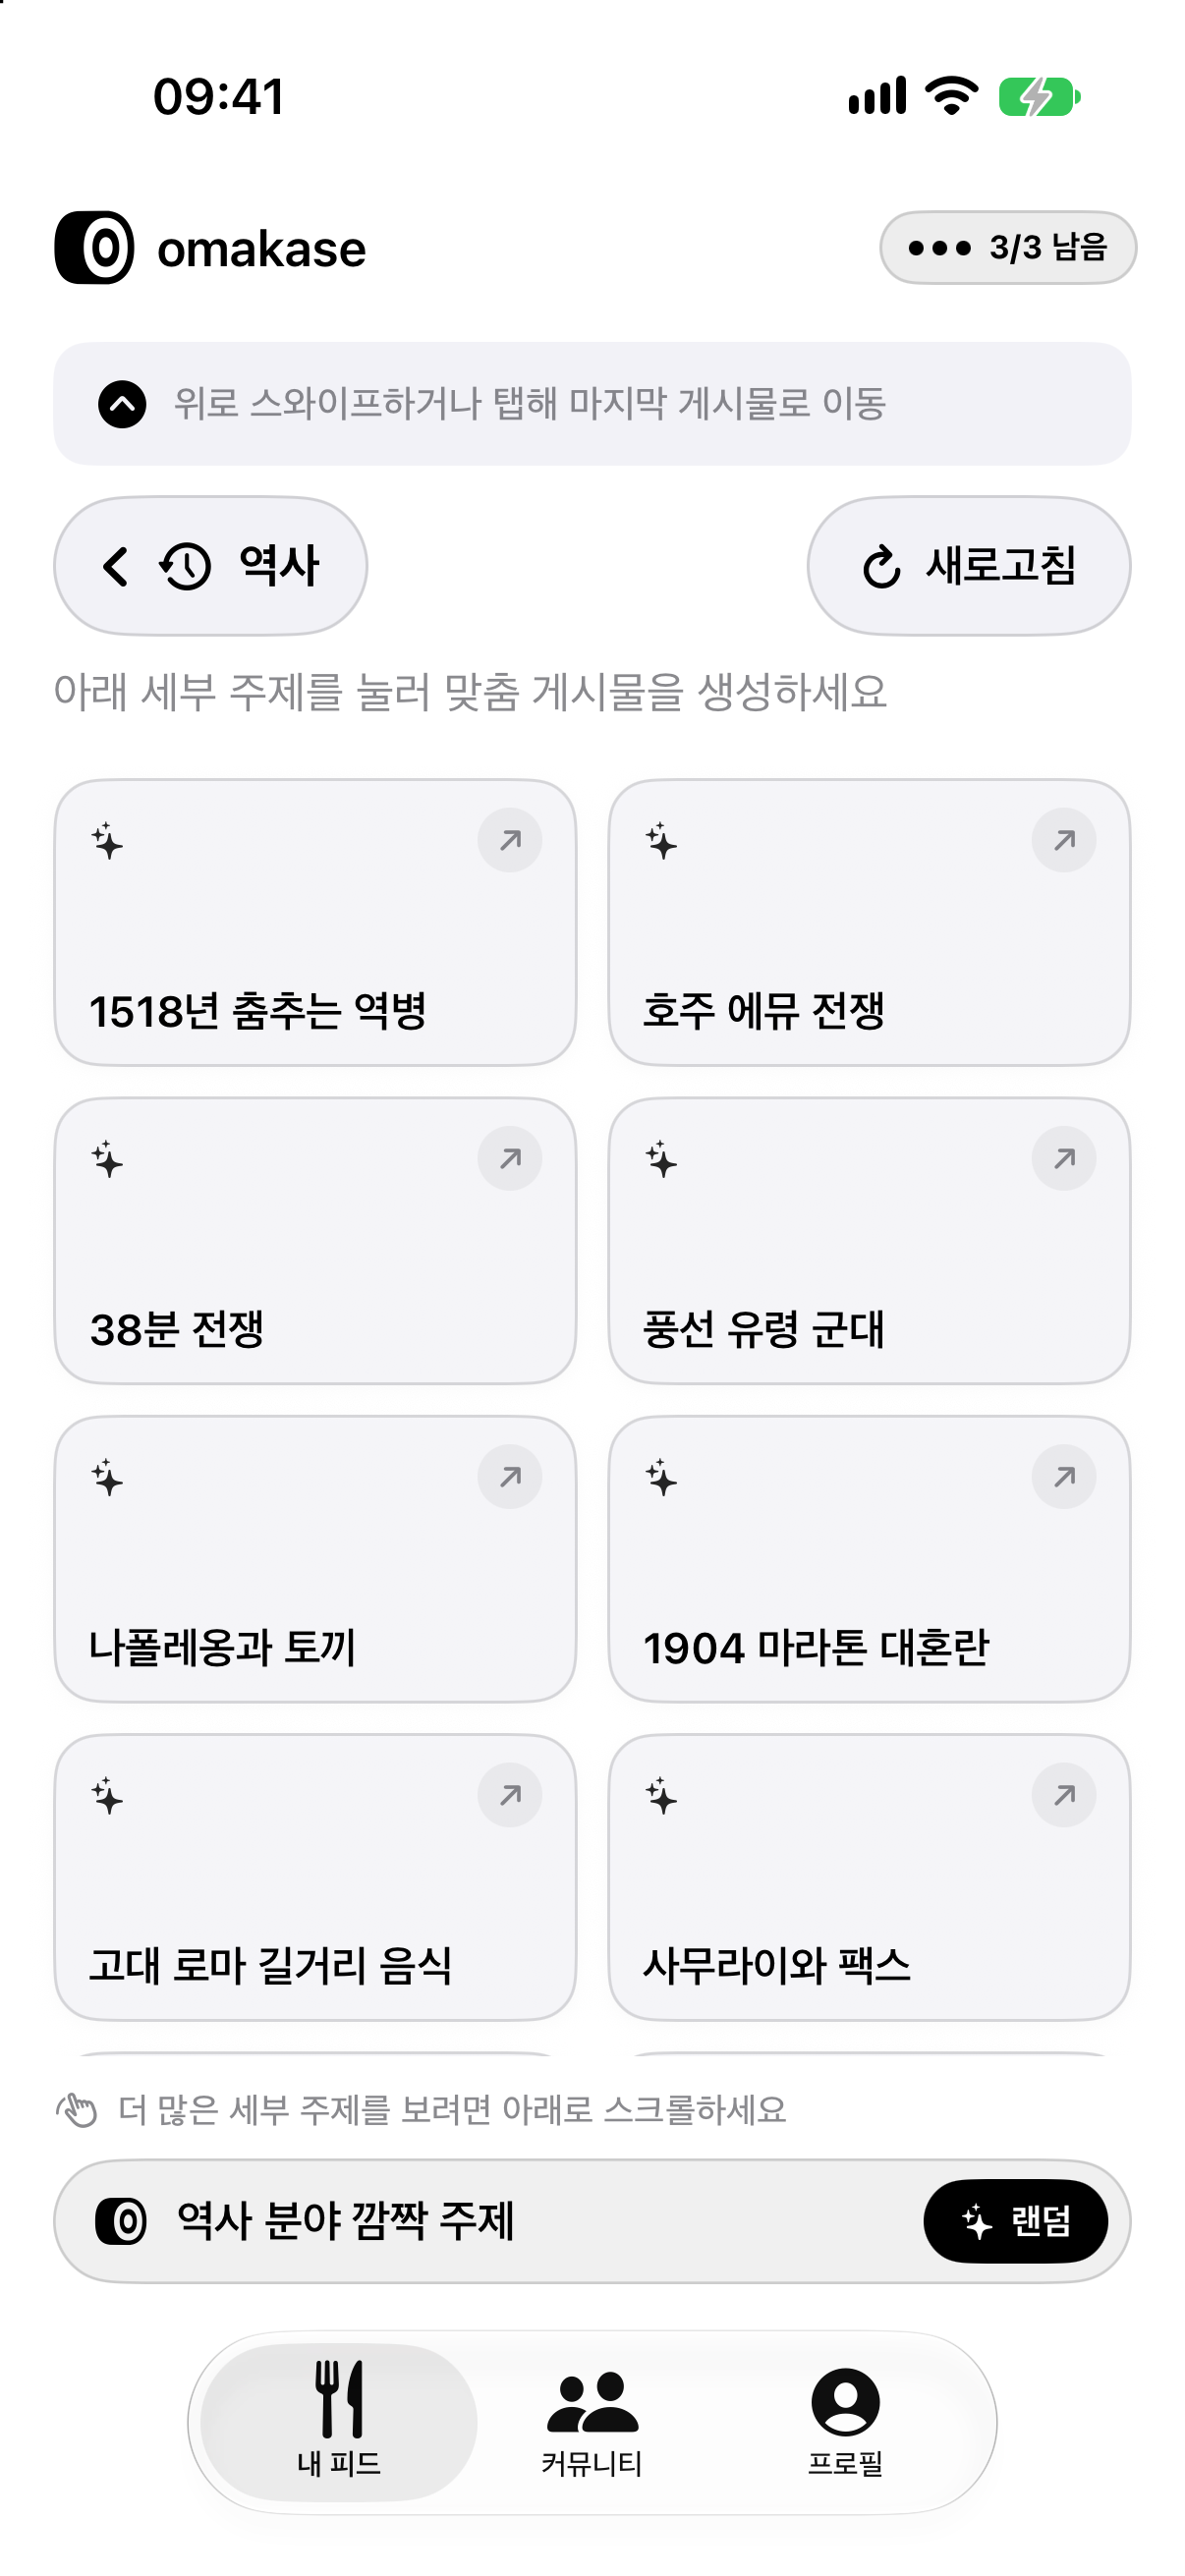 09:41
omakase
3/3 남음
위로 스와이프하거나 탭해 마지막 게시물로 이동
역사
새로고침
아래 세부 주제를 눌러 맞춤 게시물을 생성하세요
1518년 춤추는 역병
호주 에뮤 전쟁
38분 전쟁
풍선 유령 군대
나폴레옹과 토끼
1904 마라톤 대혼란
고대 로마 길거리 음식
사무라이와 팩스
더 많은 세부 주제를 보려면 아래로 스크롤하세요
역사 분야 깜짝 주제
랜덤
내 피드
커뮤니티
프로필